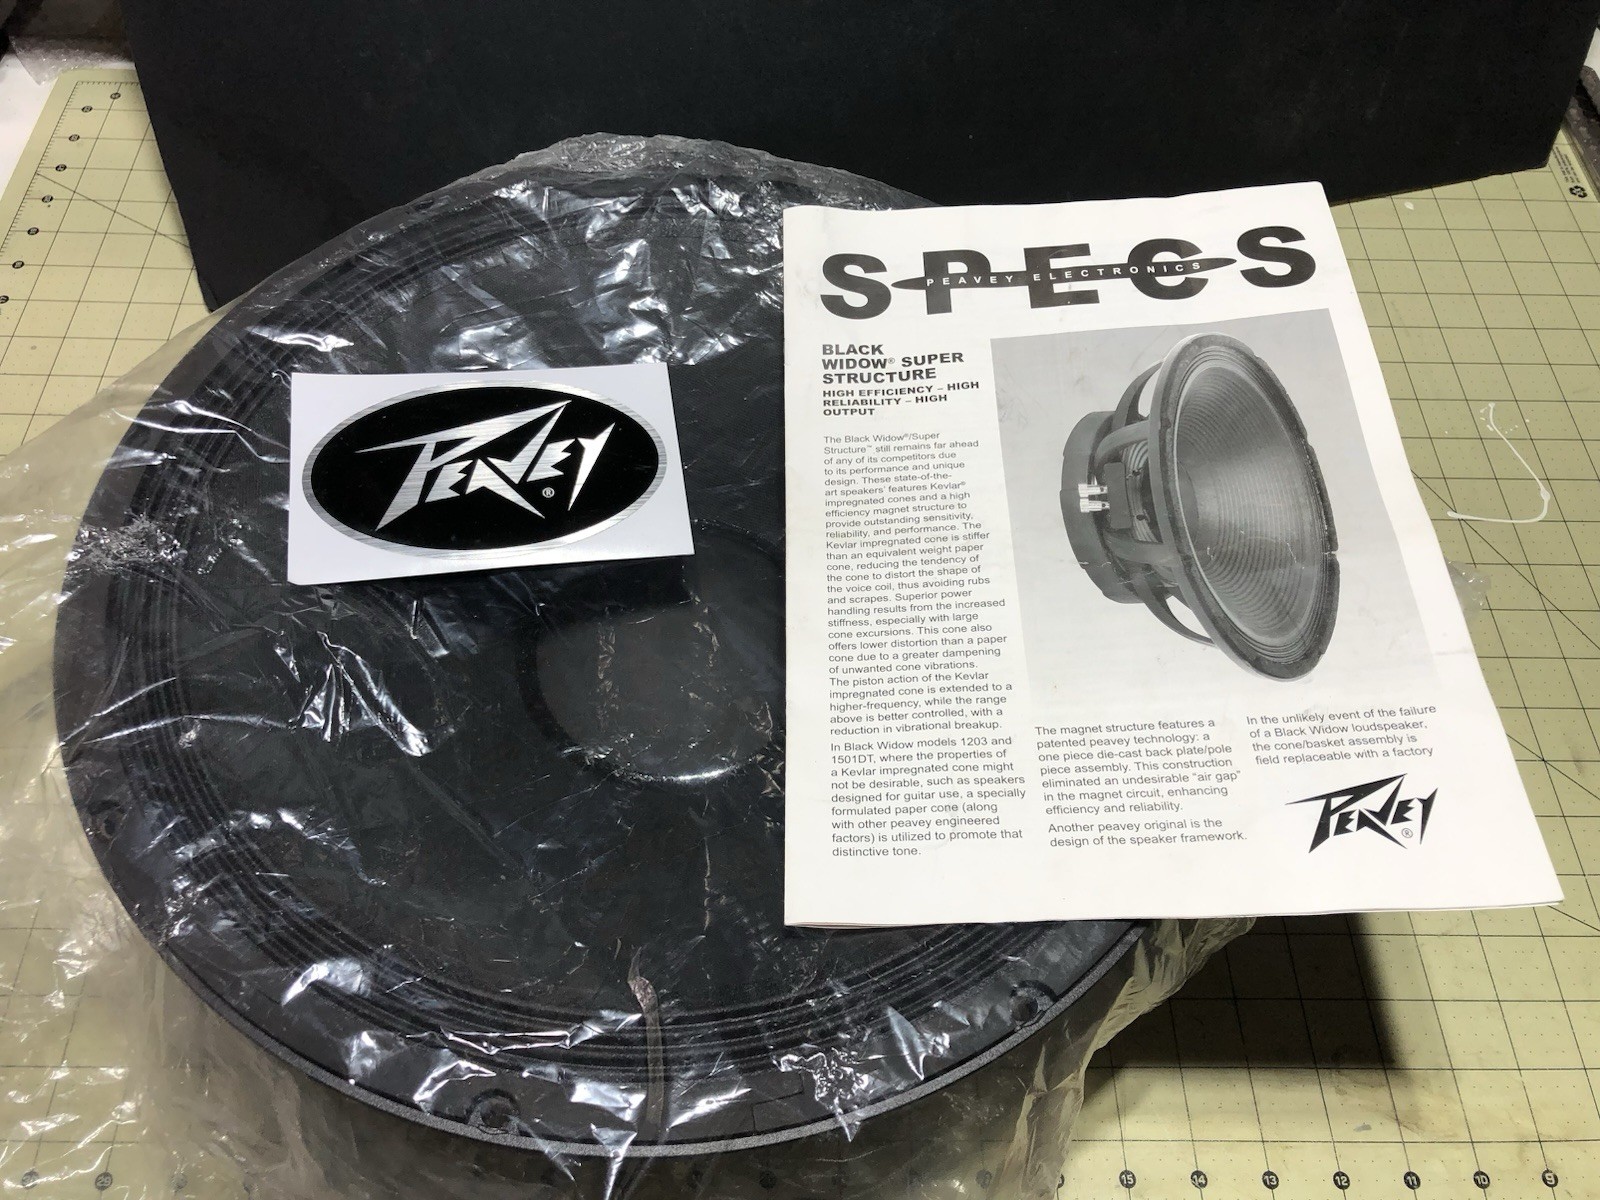 PEAVEY
®
SPECS
PEAVEY ELECTRONICS
BLACK
WIDOW® SUPER
STRUCTURE
HIGH EFFICIENCY – HIGH
RELIABILITY – HIGH
OUTPUT
The Black Widow®/Super
Structure™ still remains far ahead
of any of its competitors due
to its performance and unique
design. These state-of-the-
art speakers' features Kevlar®
impregnated cones and a high
efficiency magnet structure to
provide outstanding sensitivity,
reliability, and performance. The
Kevlar impregnated cone is stiffer
than an equivalent weight paper
cone, reducing the tendency of
the cone to distort the shape of
the voice coil, thus avoiding rubs
and scrapes. Superior power
handling results from the increased
stiffness, especially with large
cone excursions. This cone also
offers lower distortion than a paper
cone due to a greater dampening
of unwanted cone vibrations.
The piston action of the Kevlar
impregnated cone is extended to a
higher-frequency, while the range
above is better controlled, with a
reduction in vibrational breakup.
In Black Widow models 1203 and
1501DT, where the properties of
a Kevlar impregnated cone might
not be desirable, such as speakers
designed for guitar use, a specially
formulated paper cone (along
with other peavey engineered
factors) is utilized to promote that
distinctive tone.
The magnet structure features a
patented peavey technology: a
one piece die-cast back plate/pole
piece assembly. This construction
eliminated an undesirable "air gap"
in the magnet circuit, enhancing
efficiency and reliability.
Another peavey original is the
design of the speaker framework.
In the unlikely event of the failure
of a Black Widow loudspeaker,
the cone/basket assembly is
field replaceable with a factory
PEAVEY
®
29
15
14
13
12
11
10
9